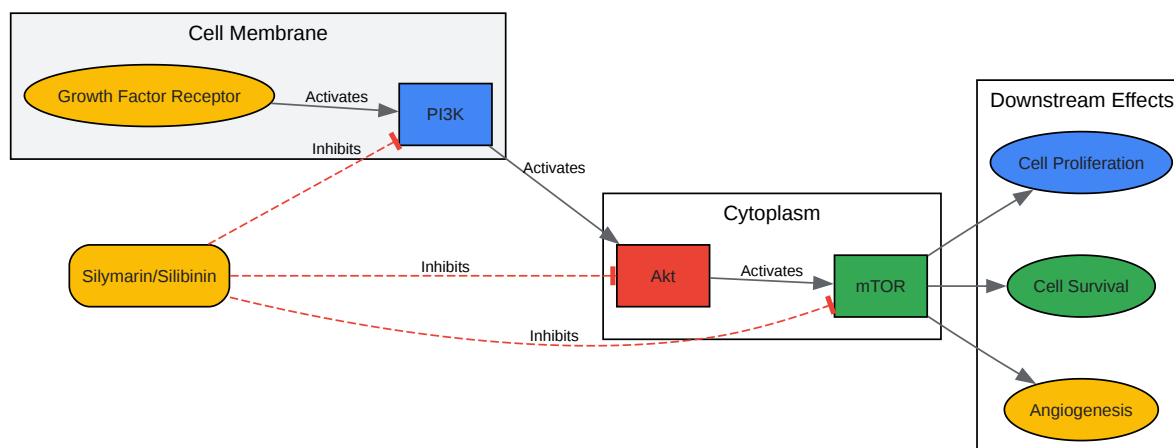 Cell Membrane
Growth Factor Receptor
Activates
PI3K
Inhibits
Activates
Downstream Effects
Cell Proliferation
Cytoplasm
Silymarin/Silibinin
Inhibits
Akt
Activates
mTOR
Cell Survival
Inhibits
Angiogenesis